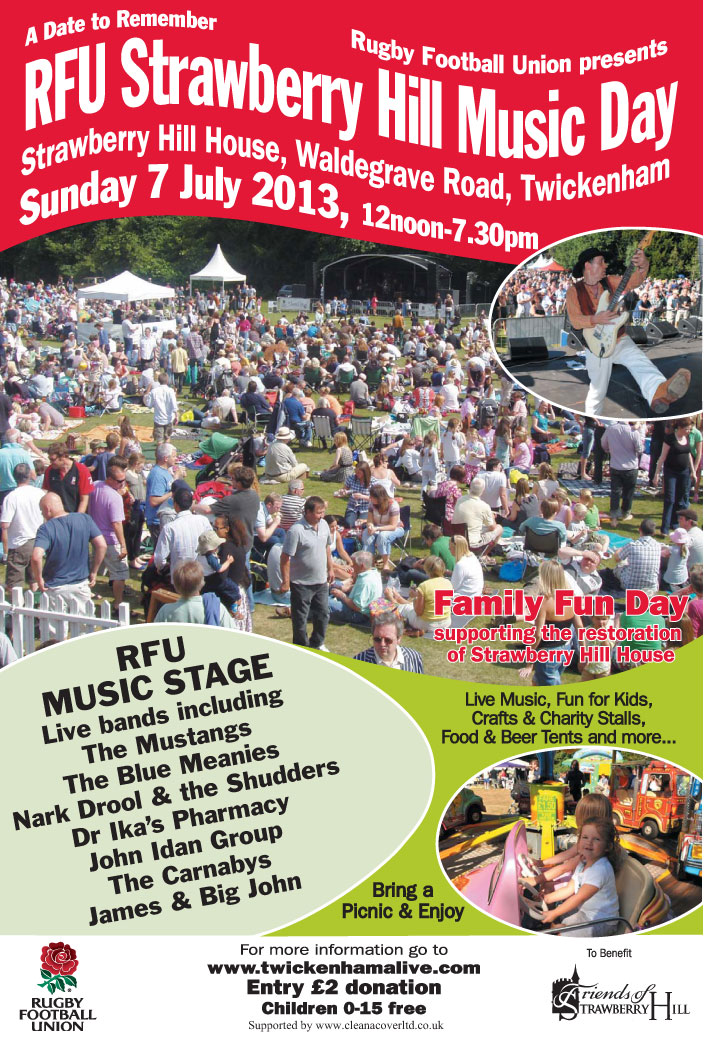 A Date to Remember
Rugby Football Union presents
RFU Strawberry Hill Music Day
Strawberry Hill House, Waldegrave Road, Twickenham
Sunday 7 July 2013, 12noon-7.30pm
Family Fun Day
supporting the restoration
of Strawberry Hill House
RFU
MUSIC STAGE
Live bands including
The Mustangs
The Blue Meanies
Nark Drool & the Shudders
Dr Ika's Pharmacy
John Idan Group
The Carnabys
James & Big John
Live Music, Fun for Kids,
Crafts & Charity Stalls,
Food & Beer Tents and more...
Bring a
Picnic & Enjoy
RUGBY
FOOTBALL
UNION
For more information go to
www.twickenhamalive.com
Entry £2 donation
Children 0-15 free
Supported by www.cleanacoverltd.co.uk
To Benefit
Friends of
STRAWBERRY HILL